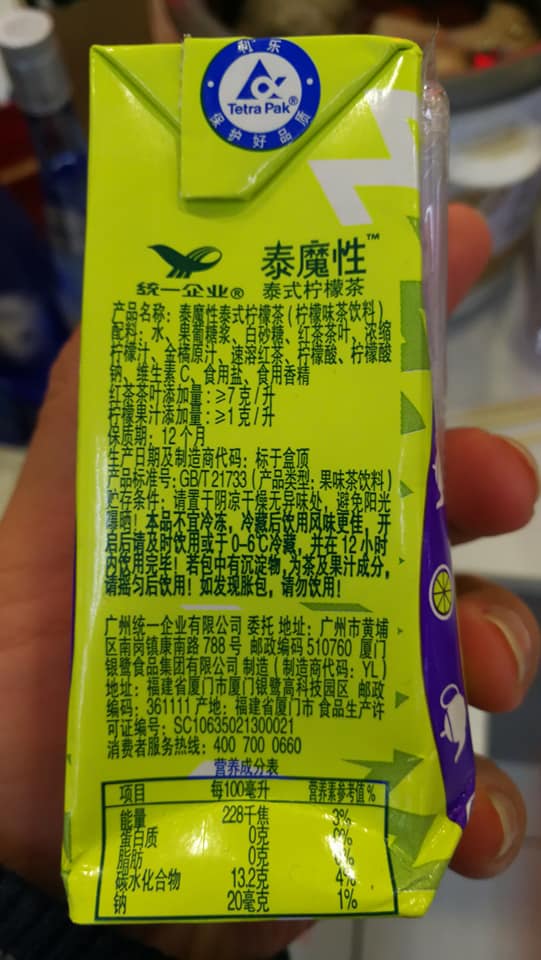 利乐
Tetra Pak®
保护好品质
统一企业®
泰魔性™
泰式柠檬茶
产品名称：泰魔性泰式柠檬茶（柠檬味茶饮料）
配料：水、果葡糖浆、白砂糖、红茶茶叶、浓缩
柠檬汁、金橘原汁、速溶红茶、柠檬酸、柠檬酸
钠、维生素C、食用盐、食用香精
红茶茶叶添加量：≥7克/升
柠檬果汁添加量：≥1克/升
保质期：12个月
生产日期及制造商代码：标于盒顶
产品标准号：GB/T 21733（产品类型：果味茶饮料）
贮存条件：请置于阴凉干燥无异味处，避免阳光
曝晒！本品不宜冷冻，冷藏后饮用风味更佳，开
启后请及时饮用或于0-6℃冷藏，并在12小时
内饮用完毕！若包中有沉淀物，为茶及果汁成分，
请摇匀后饮用！如发现胀包，请勿饮用！
广州统一企业有限公司 委托 地址：广州市黄埔
区南岗镇康南路788号 邮政编码 510760 厦门
银鹭食品集团有限公司 制造（制造商代码：YL）
地址：福建省厦门市厦门银鹭高科技园区 邮政
编码：361111 产地：福建省厦门市 食品生产许
可证编号：SC10635021300021
消费者服务热线：400 700 0660
营养成分表
项目 每100毫升 营养素参考值%
能量 228千焦 3%
蛋白质 0克 0%
脂肪 0克 0%
碳水化合物 13.2克 4%
钠 20毫克 1%